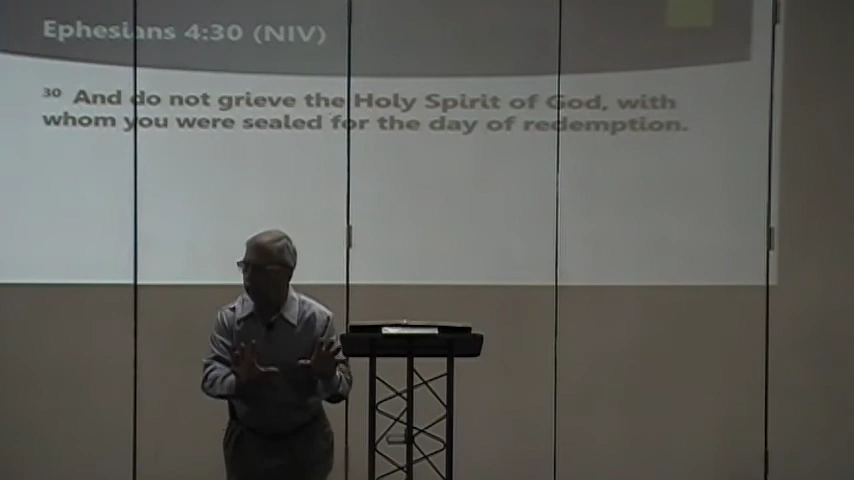 Ephesians 4:30 (NIV)
30 And do not grieve the Holy Spirit of God, with
whom you were sealed for the day of redemption.